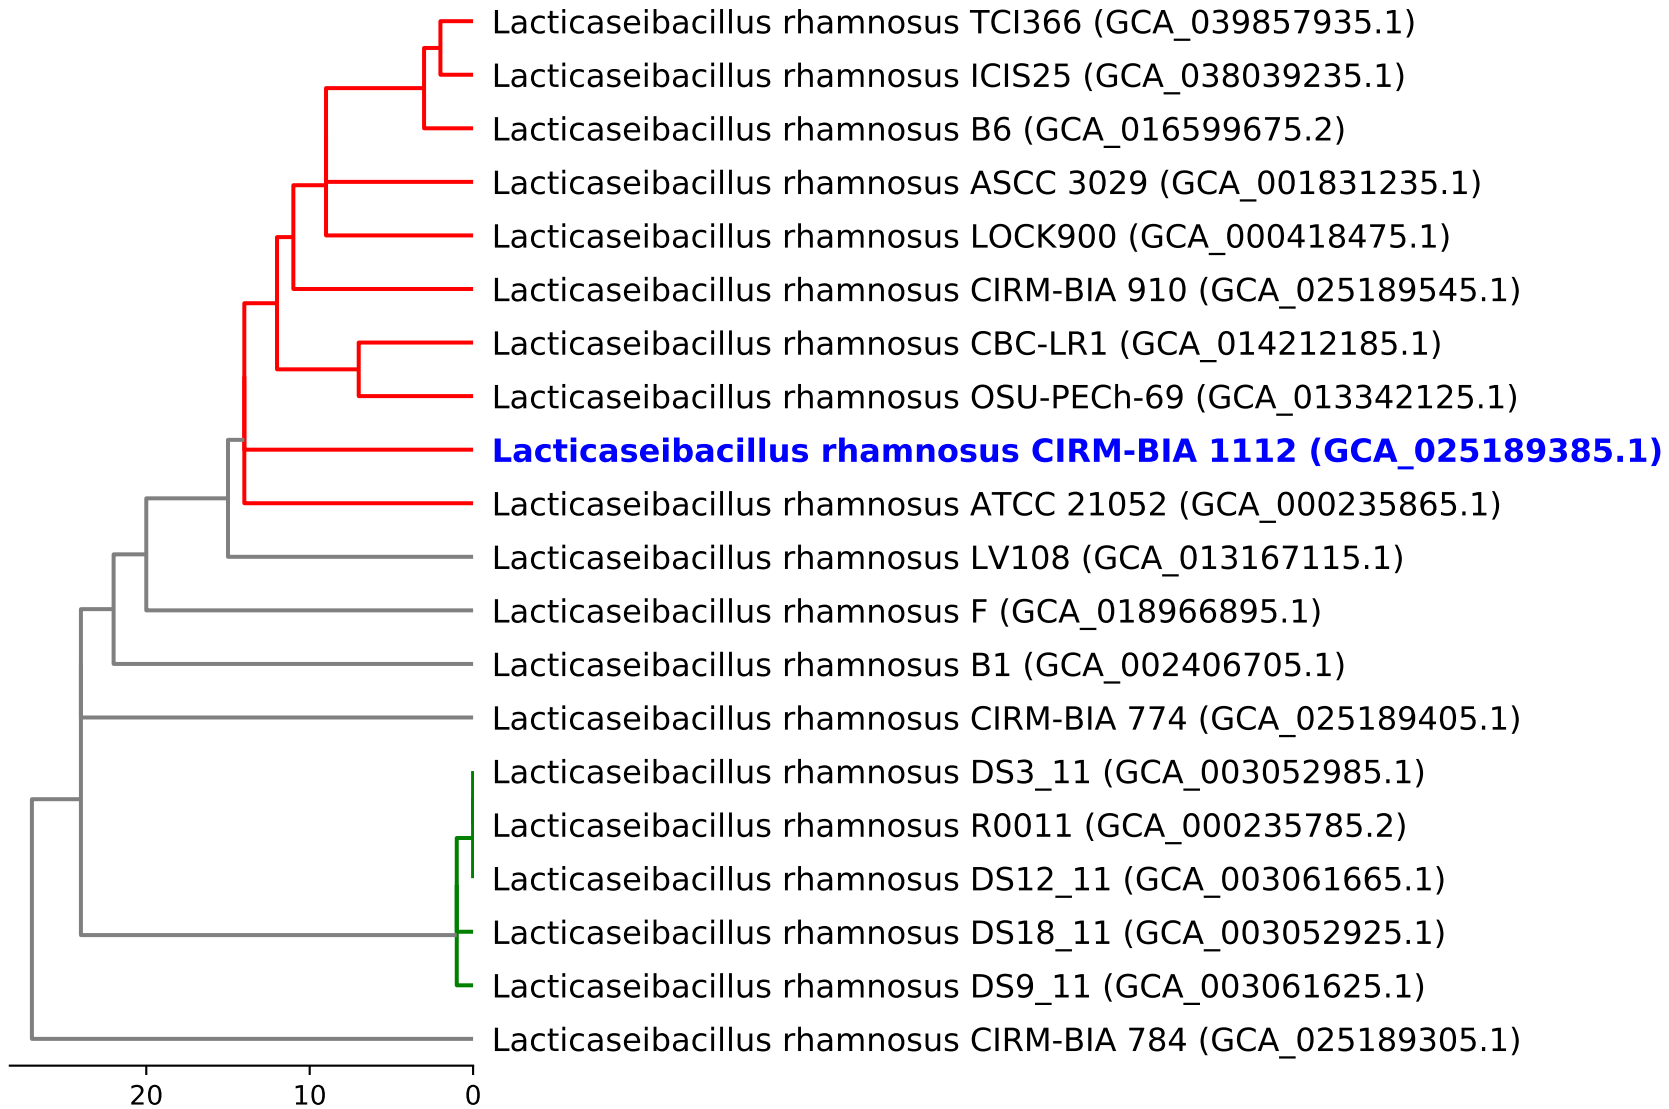 Lacticaseibacillus rhamnosus TCI366 (GCA_039857935.1)
Lacticaseibacillus rhamnosus ICIS25 (GCA_038039235.1)
Lacticaseibacillus rhamnosus B6 (GCA_016599675.2)
Lacticaseibacillus rhamnosus ASCC 3029 (GCA_001831235.1)
Lacticaseibacillus rhamnosus LOCK900 (GCA_000418475.1)
Lacticaseibacillus rhamnosus CIRM-BIA 910 (GCA_025189545.1)
Lacticaseibacillus rhamnosus CBC-LR1 (GCA_014212185.1)
Lacticaseibacillus rhamnosus OSU-PECh-69 (GCA_013342125.1)
Lacticaseibacillus rhamnosus CIRM-BIA 1112 (GCA_025189385.1)
Lacticaseibacillus rhamnosus ATCC 21052 (GCA_000235865.1)
Lacticaseibacillus rhamnosus LV108 (GCA_013167115.1)
Lacticaseibacillus rhamnosus F (GCA_018966895.1)
Lacticaseibacillus rhamnosus B1 (GCA_002406705.1)
Lacticaseibacillus rhamnosus CIRM-BIA 774 (GCA_025189405.1)
Lacticaseibacillus rhamnosus DS3_11 (GCA_003052985.1)
Lacticaseibacillus rhamnosus R0011 (GCA_000235785.2)
Lacticaseibacillus rhamnosus DS12_11 (GCA_003061665.1)
Lacticaseibacillus rhamnosus DS18_11 (GCA_003052925.1)
Lacticaseibacillus rhamnosus DS9_11 (GCA_003061625.1)
Lacticaseibacillus rhamnosus CIRM-BIA 784 (GCA_025189305.1)
20 10 0